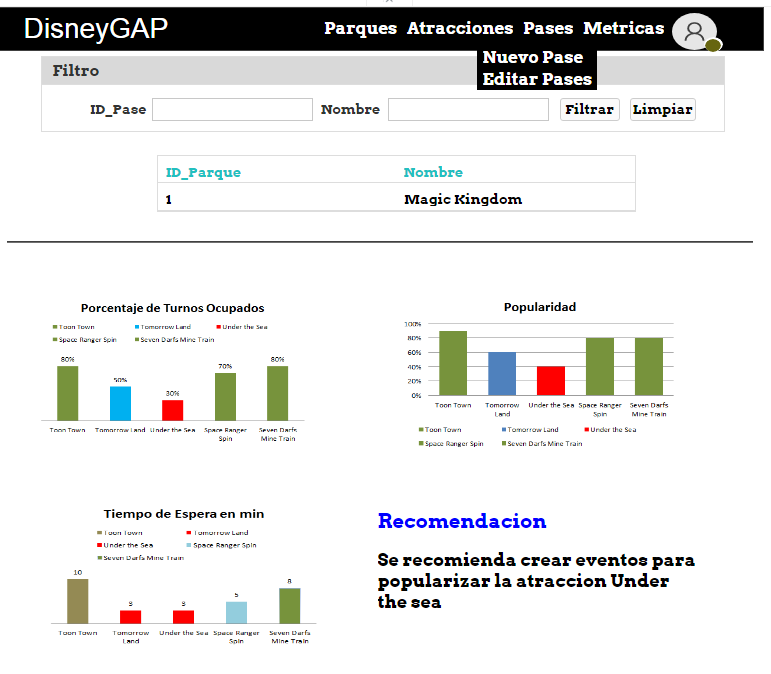 DisneyGAP
Parques Atracciones Pases Metricas
Nuevo Pase
Editar Pases
Filtro
ID_Pase Nombre Filtrar Limpiar
ID_Parque Nombre
1 Magic Kingdom
Porcentaje de Turnos Ocupados
Toon Town Tomorrow Land Under the Sea
Space Ranger Spin Seven Darfs Mine Train
80%
50%
30%
70%
80%
Toon Town Tomorrow Land Under the Sea Space Ranger Seven Darfs
Spin Mine Train
Popularidad
100%
80%
60%
40%
20%
0%
Toon Town Tomorrow Under the Sea Space Ranger Seven Darfs
Land Spin Mine Train
Toon Town Tomorrow Land Under the Sea
Space Ranger Spin Seven Darfs Mine Train
Tiempo de Espera en min
Toon Town Tomorrow Land
Under the Sea Space Ranger Spin
Seven Darfs Mine Train
10
3
3
5
8
Toon Town Tomorrow Under the Sea Space Ranger Seven Darfs
Land Spin Mine Train
Recomendacion
Se recomienda crear eventos para
popularizar la atraccion Under
the sea